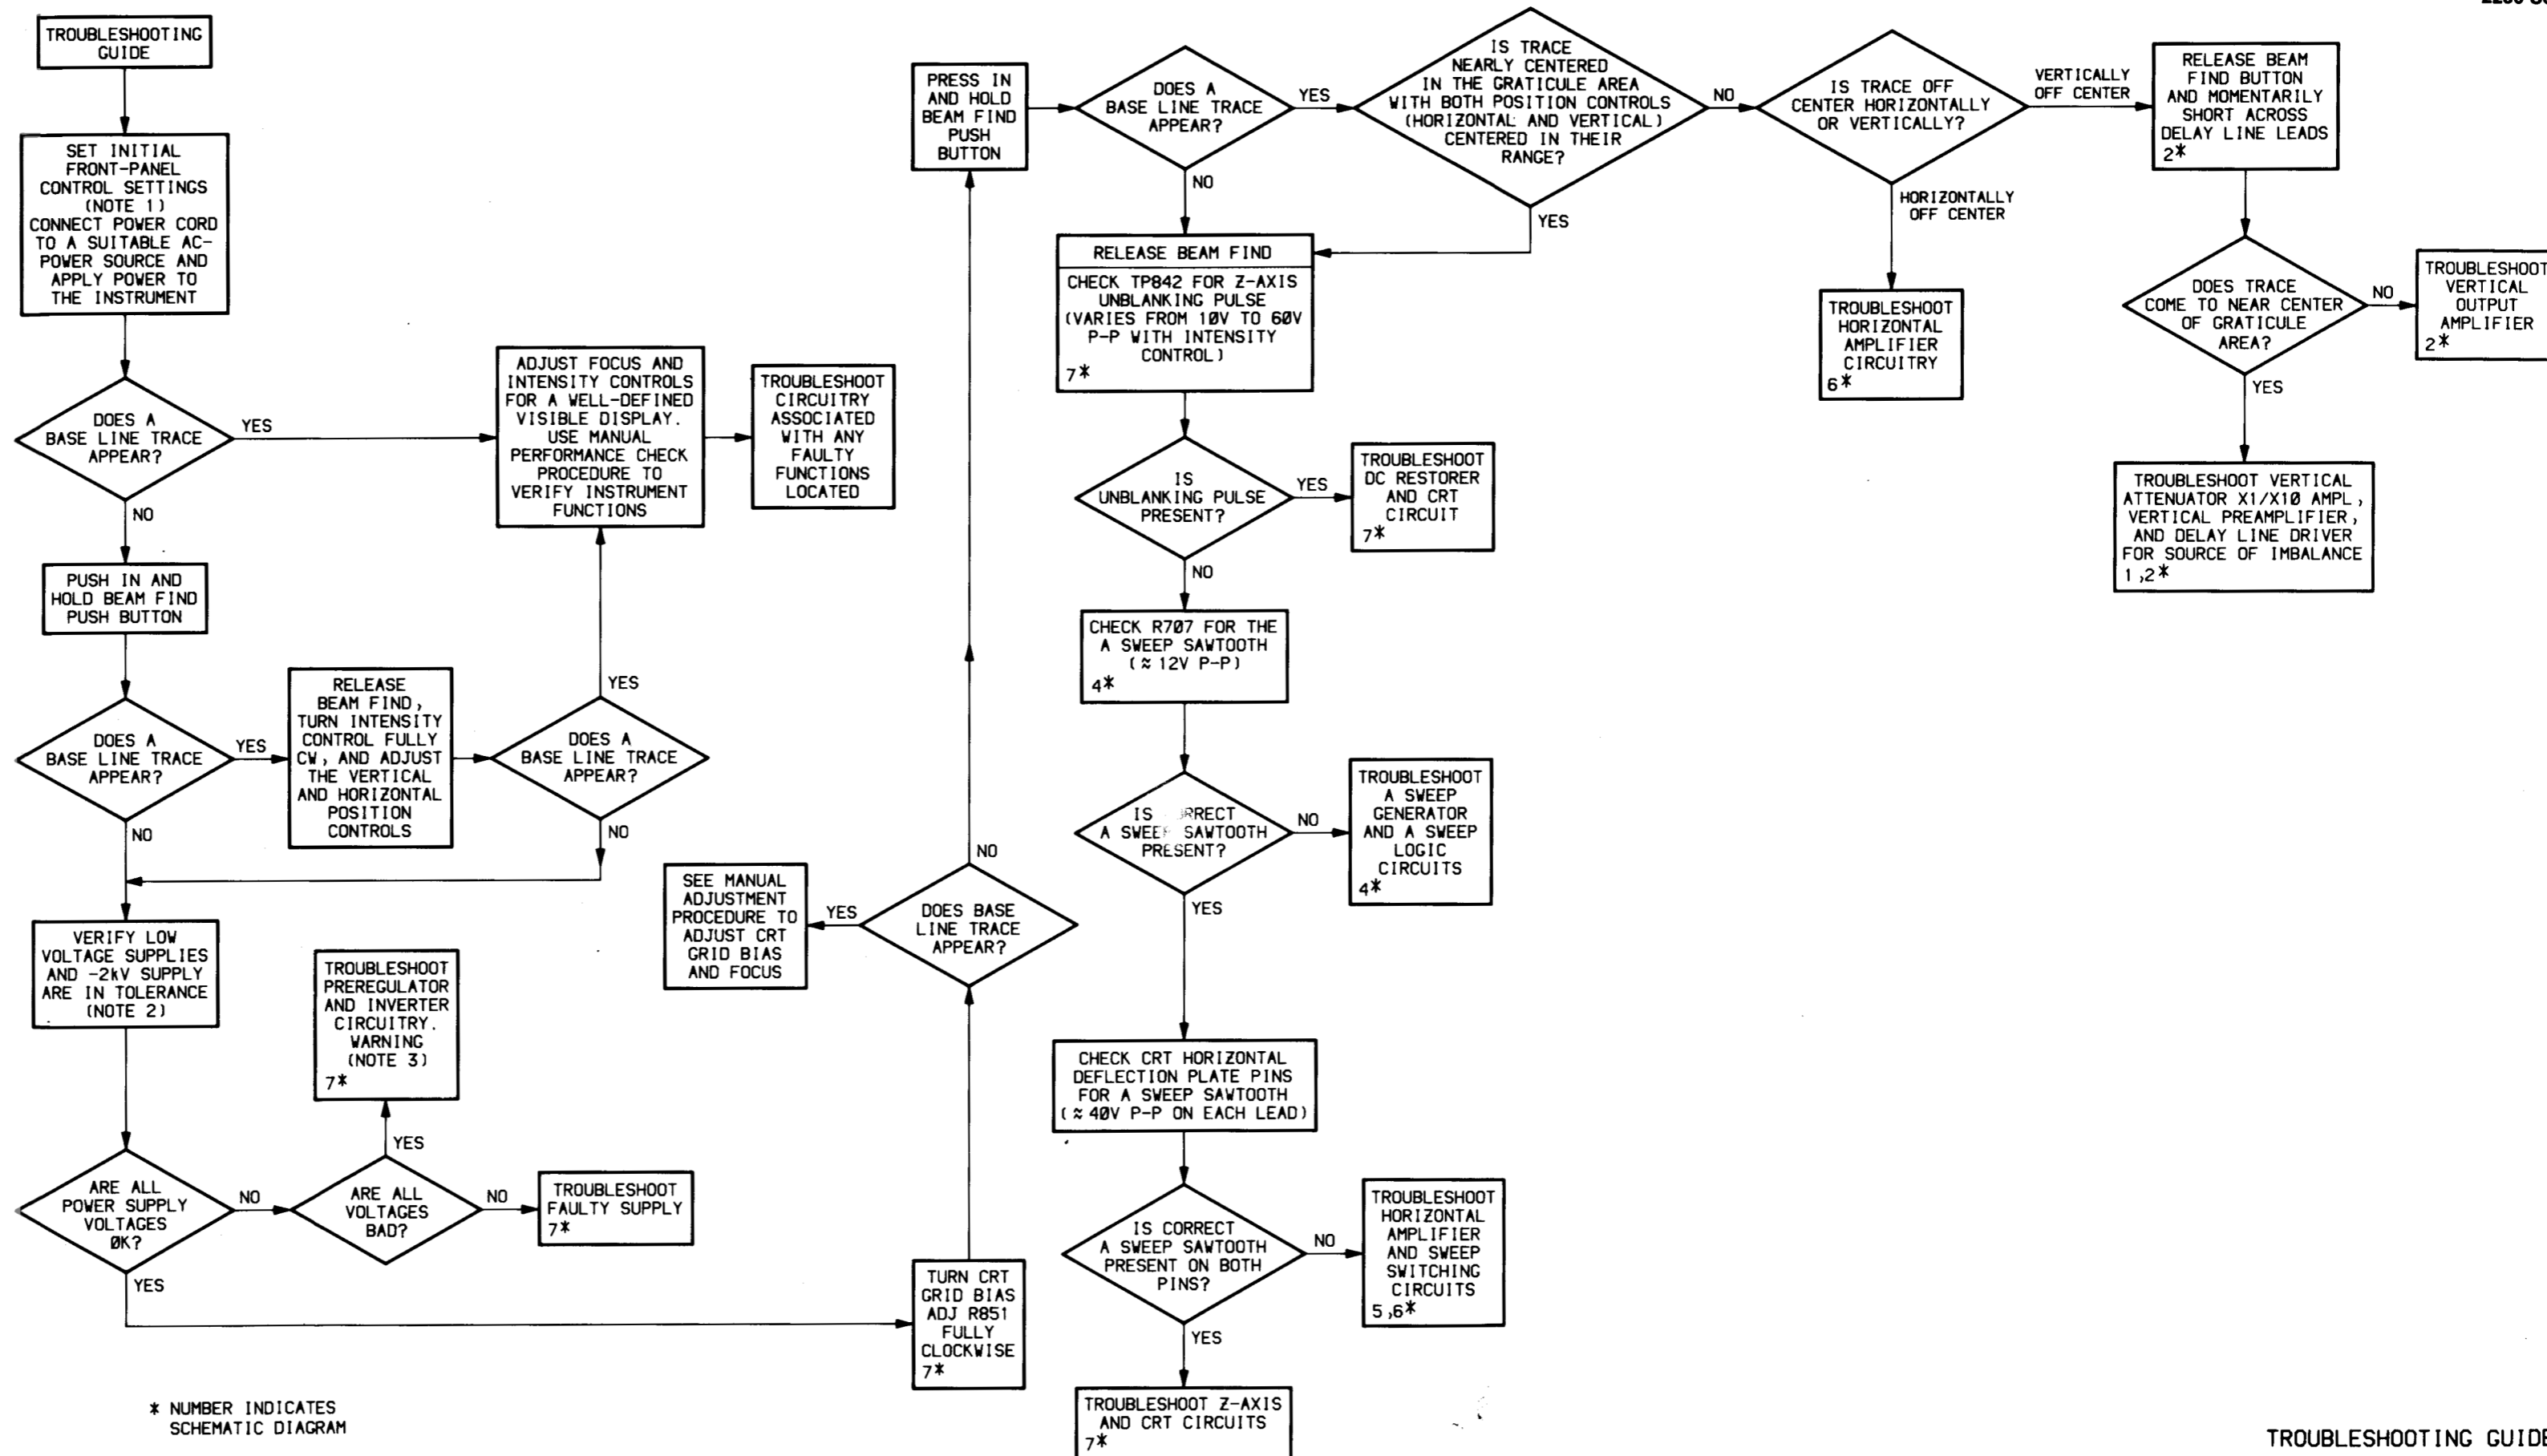 TROUBLESHOOTING
GUIDE
SET INITIAL
FRONT-PANEL
CONTROL SETTINGS
(NOTE 1)
CONNECT POWER CORD
TO A SUITABLE AC-
POWER SOURCE AND
APPLY POWER TO
THE INSTRUMENT
DOES A
BASE LINE TRACE
APPEAR?
YES
NO
ADJUST FOCUS AND
INTENSITY CONTROLS
FOR A WELL-DEFINED
VISIBLE DISPLAY.
USE MANUAL
PERFORMANCE CHECK
PROCEDURE TO
VERIFY INSTRUMENT
FUNCTIONS
TROUBLESHOOT
CIRCUITRY
ASSOCIATED
WITH ANY
FAULTY
FUNCTIONS
LOCATED
PUSH IN AND
HOLD BEAM FIND
PUSH BUTTON
DOES A
BASE LINE TRACE
APPEAR?
YES
NO
RELEASE
BEAM FIND,
TURN INTENSITY
CONTROL FULLY
CW, AND ADJUST
THE VERTICAL
AND HORIZONTAL
POSITION
CONTROLS
DOES A
BASE LINE TRACE
APPEAR?
YES
NO
VERIFY LOW
VOLTAGE SUPPLIES
AND -2kV SUPPLY
ARE IN TOLERANCE
(NOTE 2)
ARE ALL
POWER SUPPLY
VOLTAGES
ØK?
NO
YES
ARE ALL
VOLTAGES
BAD?
YES
NO
TROUBLESHOOT
PREREGULATOR
AND INVERTER
CIRCUITRY.
WARNING
(NOTE 3)
7*
TROUBLESHOOT
FAULTY SUPPLY
7*
TURN CRT
GRID BIAS
ADJ R851
FULLY
CLOCKWISE
7*
DOES BASE
LINE TRACE
APPEAR?
YES
NO
SEE MANUAL
ADJUSTMENT
PROCEDURE TO
ADJUST CRT
GRID BIAS
AND FOCUS
PRESS IN
AND HOLD
BEAM FIND
PUSH
BUTTON
DOES A
BASE LINE TRACE
APPEAR?
YES
NO
IS TRACE
NEARLY CENTERED
IN THE GRATICULE AREA
WITH BOTH POSITION CONTROLS
(HORIZONTAL AND VERTICAL)
CENTERED IN THEIR
RANGE?
NO
YES
IS TRACE OFF
CENTER HORIZONTALLY
OR VERTICALLY?
VERTICALLY
OFF CENTER
HORIZONTALLY
OFF CENTER
RELEASE BEAM
FIND BUTTON
AND MOMENTARILY
SHORT ACROSS
DELAY LINE LEADS
2*
TROUBLESHOOT
HORIZONTAL
AMPLIFIER
CIRCUITRY
6*
DOES TRACE
COME TO NEAR CENTER
OF GRATICULE
AREA?
NO
YES
TROUBLESHOOT
VERTICAL
OUTPUT
AMPLIFIER
2*
TROUBLESHOOT VERTICAL
ATTENUATOR X1/X10 AMPL,
VERTICAL PREAMPLIFIER,
AND DELAY LINE DRIVER
FOR SOURCE OF IMBALANCE
1,2*
RELEASE BEAM FIND
CHECK TP842 FOR Z-AXIS
UNBLANKING PULSE
(VARIES FROM 1ØV TO 6ØV
P-P WITH INTENSITY
CONTROL)
7*
IS
UNBLANKING PULSE
PRESENT?
YES
NO
TROUBLESHOOT
DC RESTORER
AND CRT
CIRCUIT
7*
CHECK R7Ø7 FOR THE
A SWEEP SAWTOOTH
(≈12V P-P)
4*
IS
A SWEEP SAWTOOTH
PRESENT?
NO
YES
TROUBLESHOOT
A SWEEP
GENERATOR
AND A SWEEP
LOGIC
CIRCUITS
4*
CHECK CRT HORIZONTAL
DEFLECTION PLATE PINS
FOR A SWEEP SAWTOOTH
(≈4ØV P-P ON EACH LEAD)
IS CORRECT
A SWEEP SAWTOOTH
PRESENT ON BOTH
PINS?
NO
YES
TROUBLESHOOT
HORIZONTAL
AMPLIFIER
AND SWEEP
SWITCHING
CIRCUITS
5,6*
TROUBLESHOOT Z-AXIS
AND CRT CIRCUITS
7*
* NUMBER INDICATES
SCHEMATIC DIAGRAM
TROUBLESHOOTING GUIDE